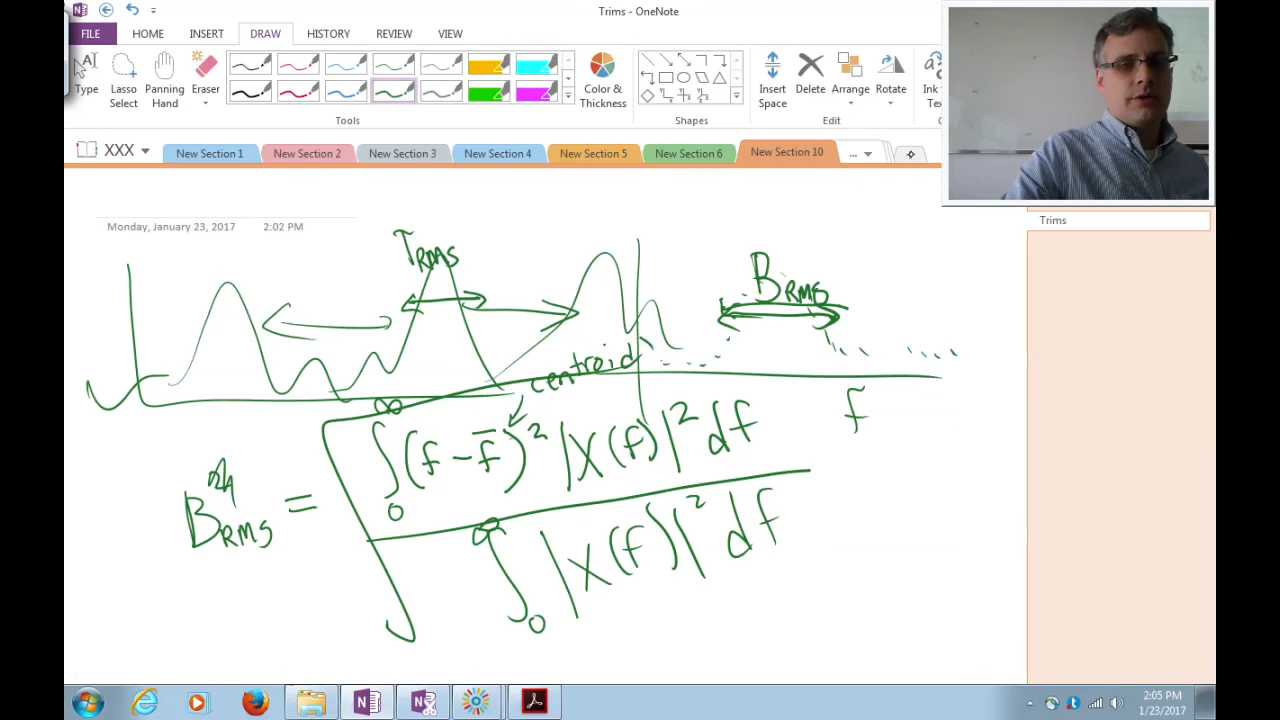 Trims - OneNote
FILE HOME INSERT DRAW HISTORY REVIEW VIEW
Type
Lasso Select
Panning Hand
Eraser
Color & Thickness
Insert Space
Delete
Arrange
Rotate
Ink to
Tools
Shapes
Edit
XXX
New Section 1 New Section 2 New Section 3 New Section 4 New Section 5 New Section 6 New Section 10 ...
Trims
Monday, January 23, 2017 2:02 PM
TRMS
BRMS
centroid
f
∞
∫ (f - f̄)² |X(f)|² df
0
BRMS =
∞
∫ |X(f)|² df
0
2:05 PM
1/23/2017